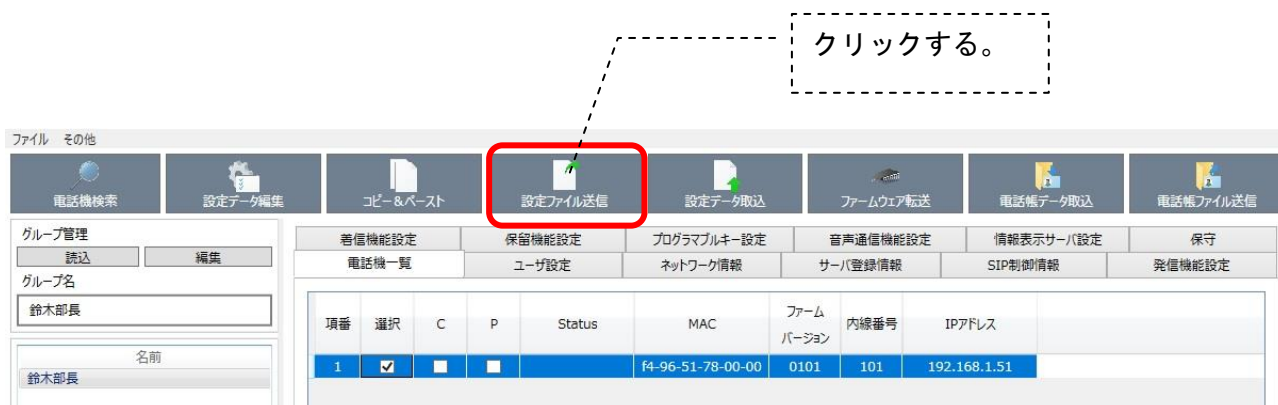 クリックする。
ファイル その他
電話機検索 設定データ編集 コピー&ペースト 設定ファイル送信 設定データ取込 ファームウェア転送 電話帳データ取込 電話帳ファイル送信
グループ管理
読込 編集
グループ名
鈴木部長
名前
鈴木部長
着信機能設定 保留機能設定 プログラマブルキー設定 音声通信機能設定 情報表示サーバ設定 保守
電話機一覧 ユーザ設定 ネットワーク情報 サーバ登録情報 SIP制御情報 発信機能設定
項番 選択 C P Status MAC ファームバージョン 内線番号 IPアドレス
1 f4-96-51-78-00-00 0101 101 192.168.1.51